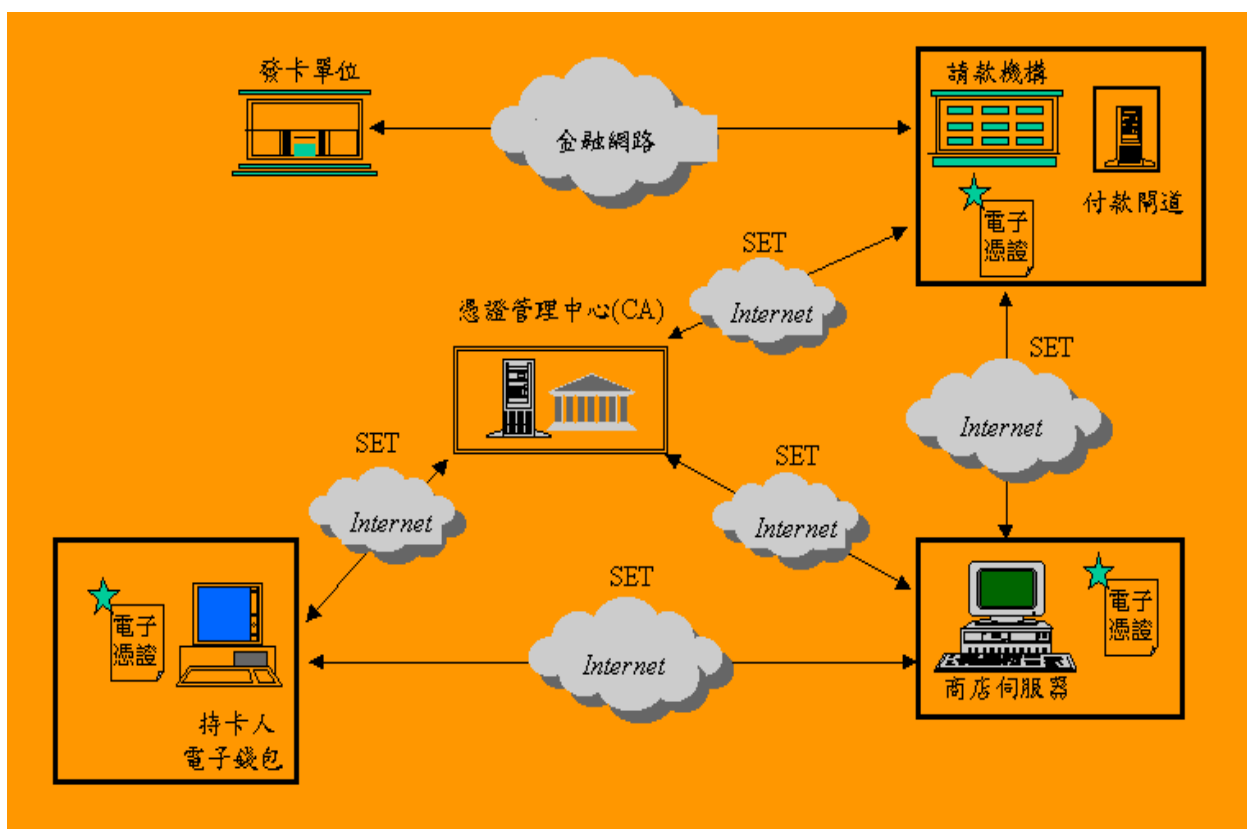 發卡單位
金融網路
請款機構
付款閘道
電子
憑證
SET
Internet
憑證管理中心(CA)
SET
Internet
SET
Internet
SET
Internet
電子
憑證
持卡人
電子錢包
SET
Internet
電子
憑證
商店伺服器